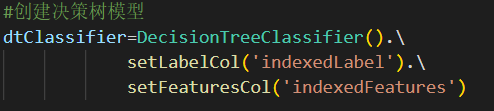 #创建决策树模型
dtClassifier=DecisionTreeClassifier().\
setLabelCol('indexedLabel').\
setFeaturesCol('indexedFeatures')